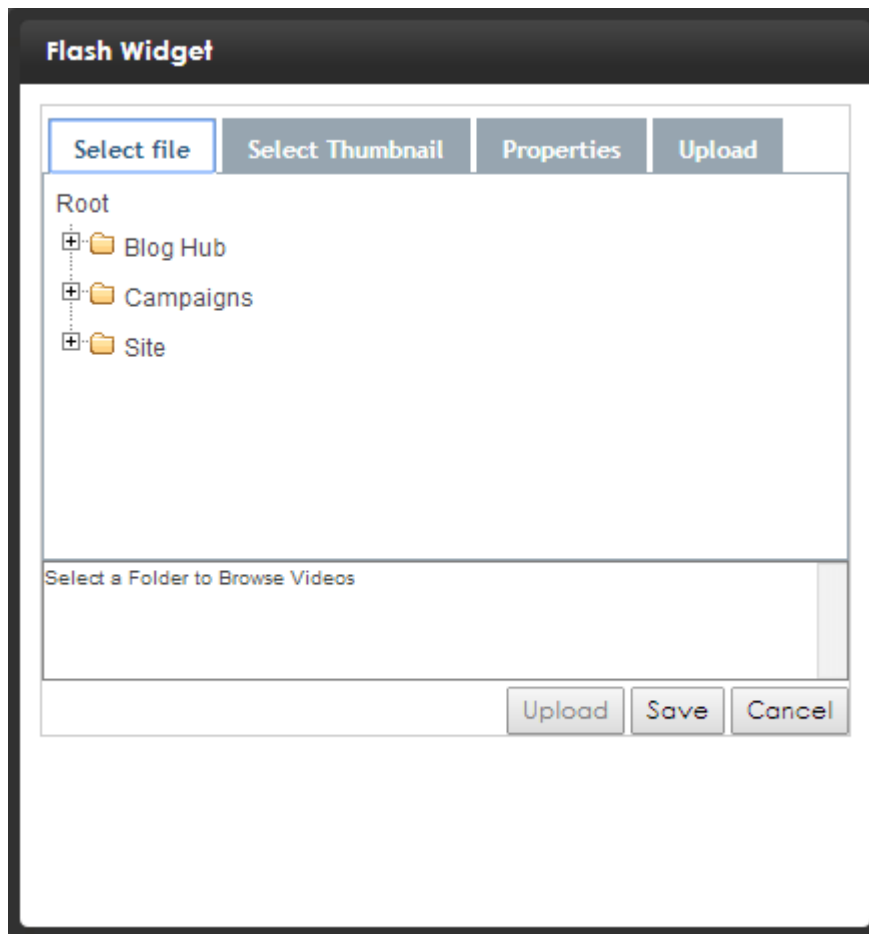 Flash Widget
Select file Select Thumbnail Properties Upload
Root
Blog Hub
Campaigns
Site
Select a Folder to Browse Videos
Upload Save Cancel